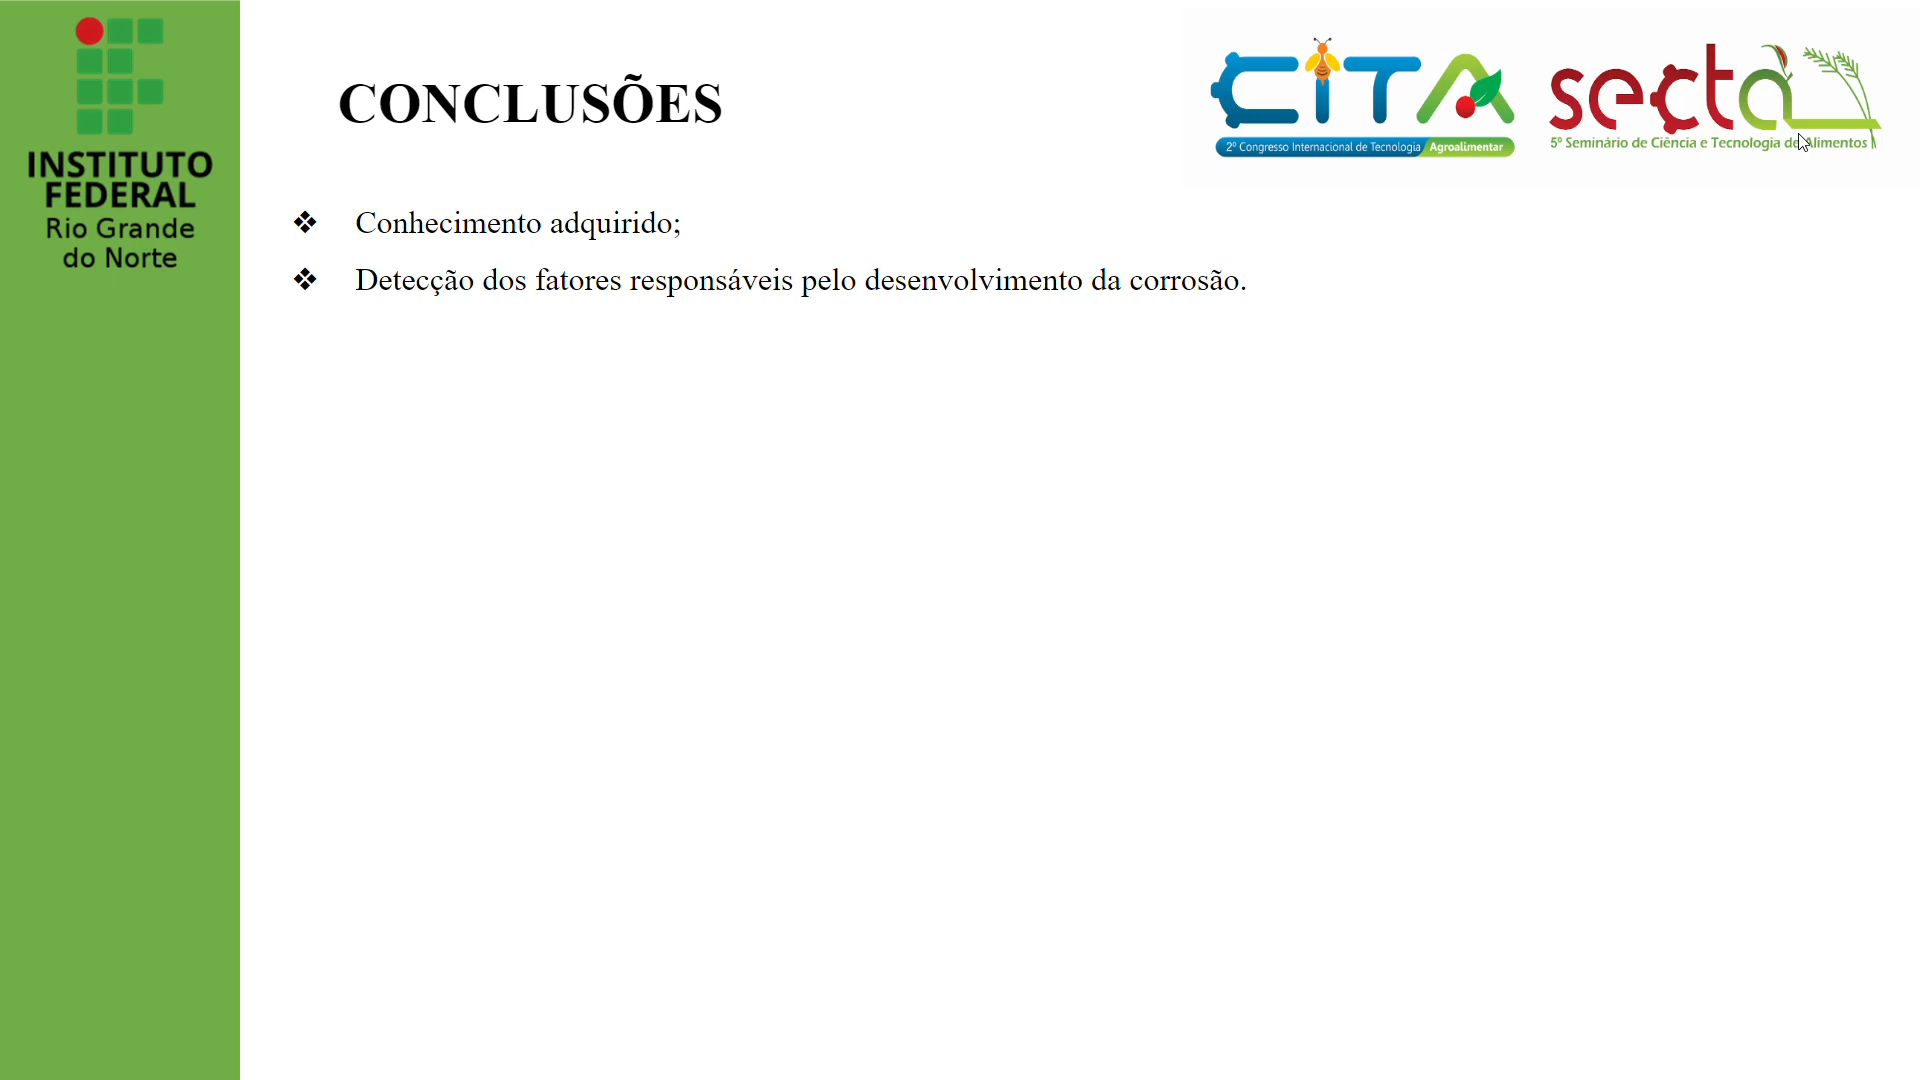 INSTITUTO
FEDERAL
Rio Grande
do Norte
CONCLUSÕES
CiTA
2º Congresso Internacional de Tecnologia Agroalimentar
secta
5º Seminário de Ciência e Tecnologia de Alimentos
❖ Conhecimento adquirido;
❖ Detecção dos fatores responsáveis pelo desenvolvimento da corrosão.